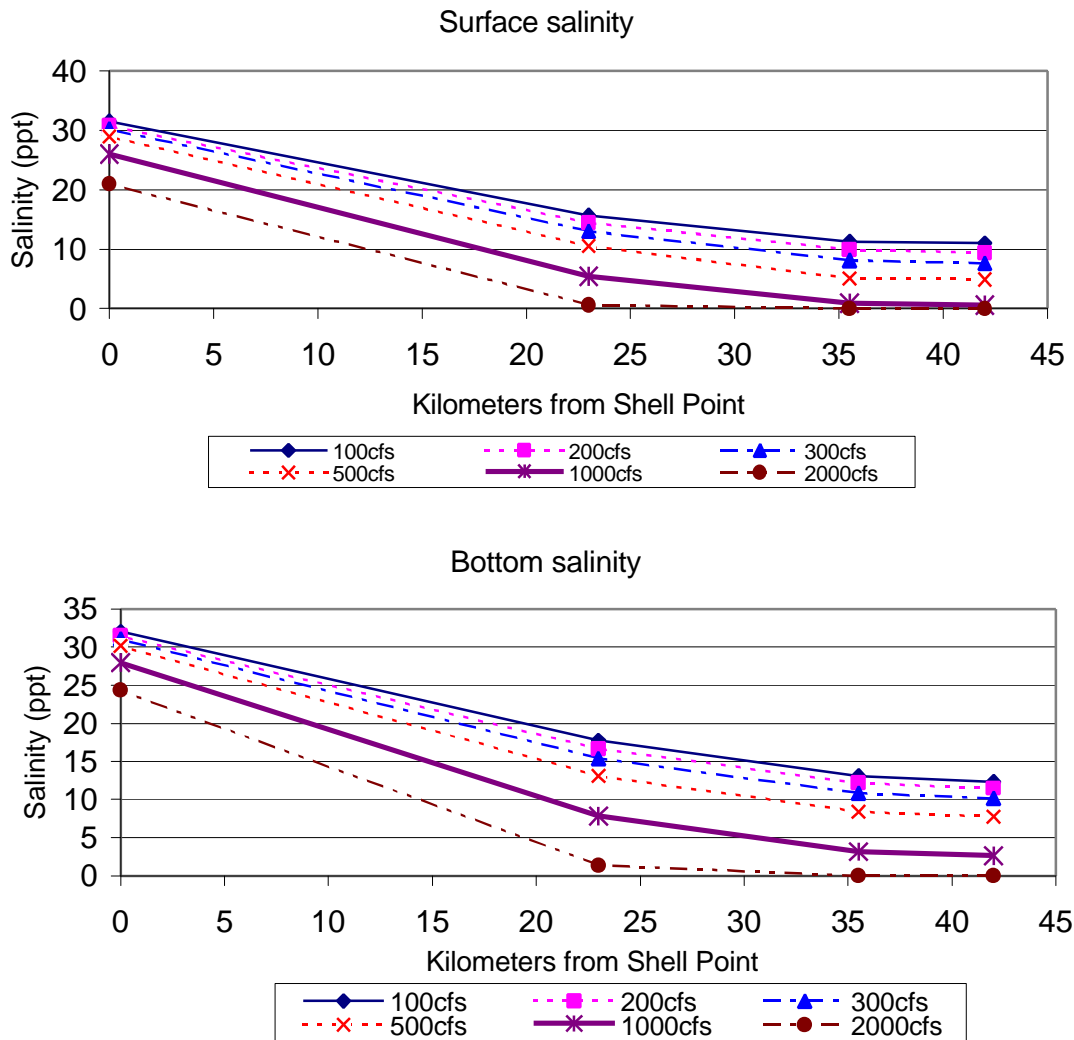 Surface salinity
40
30
20
10
0
Salinity (ppt)
0 5 10 15 20 25 30 35 40 45
Kilometers from Shell Point
100cfs 200cfs 300cfs
500cfs 1000cfs 2000cfs
Bottom salinity
35
30
25
20
15
10
5
0
Salinity (ppt)
0 5 10 15 20 25 30 35 40 45
Kilometers from Shell Point
100cfs 200cfs 300cfs
500cfs 1000cfs 2000cfs